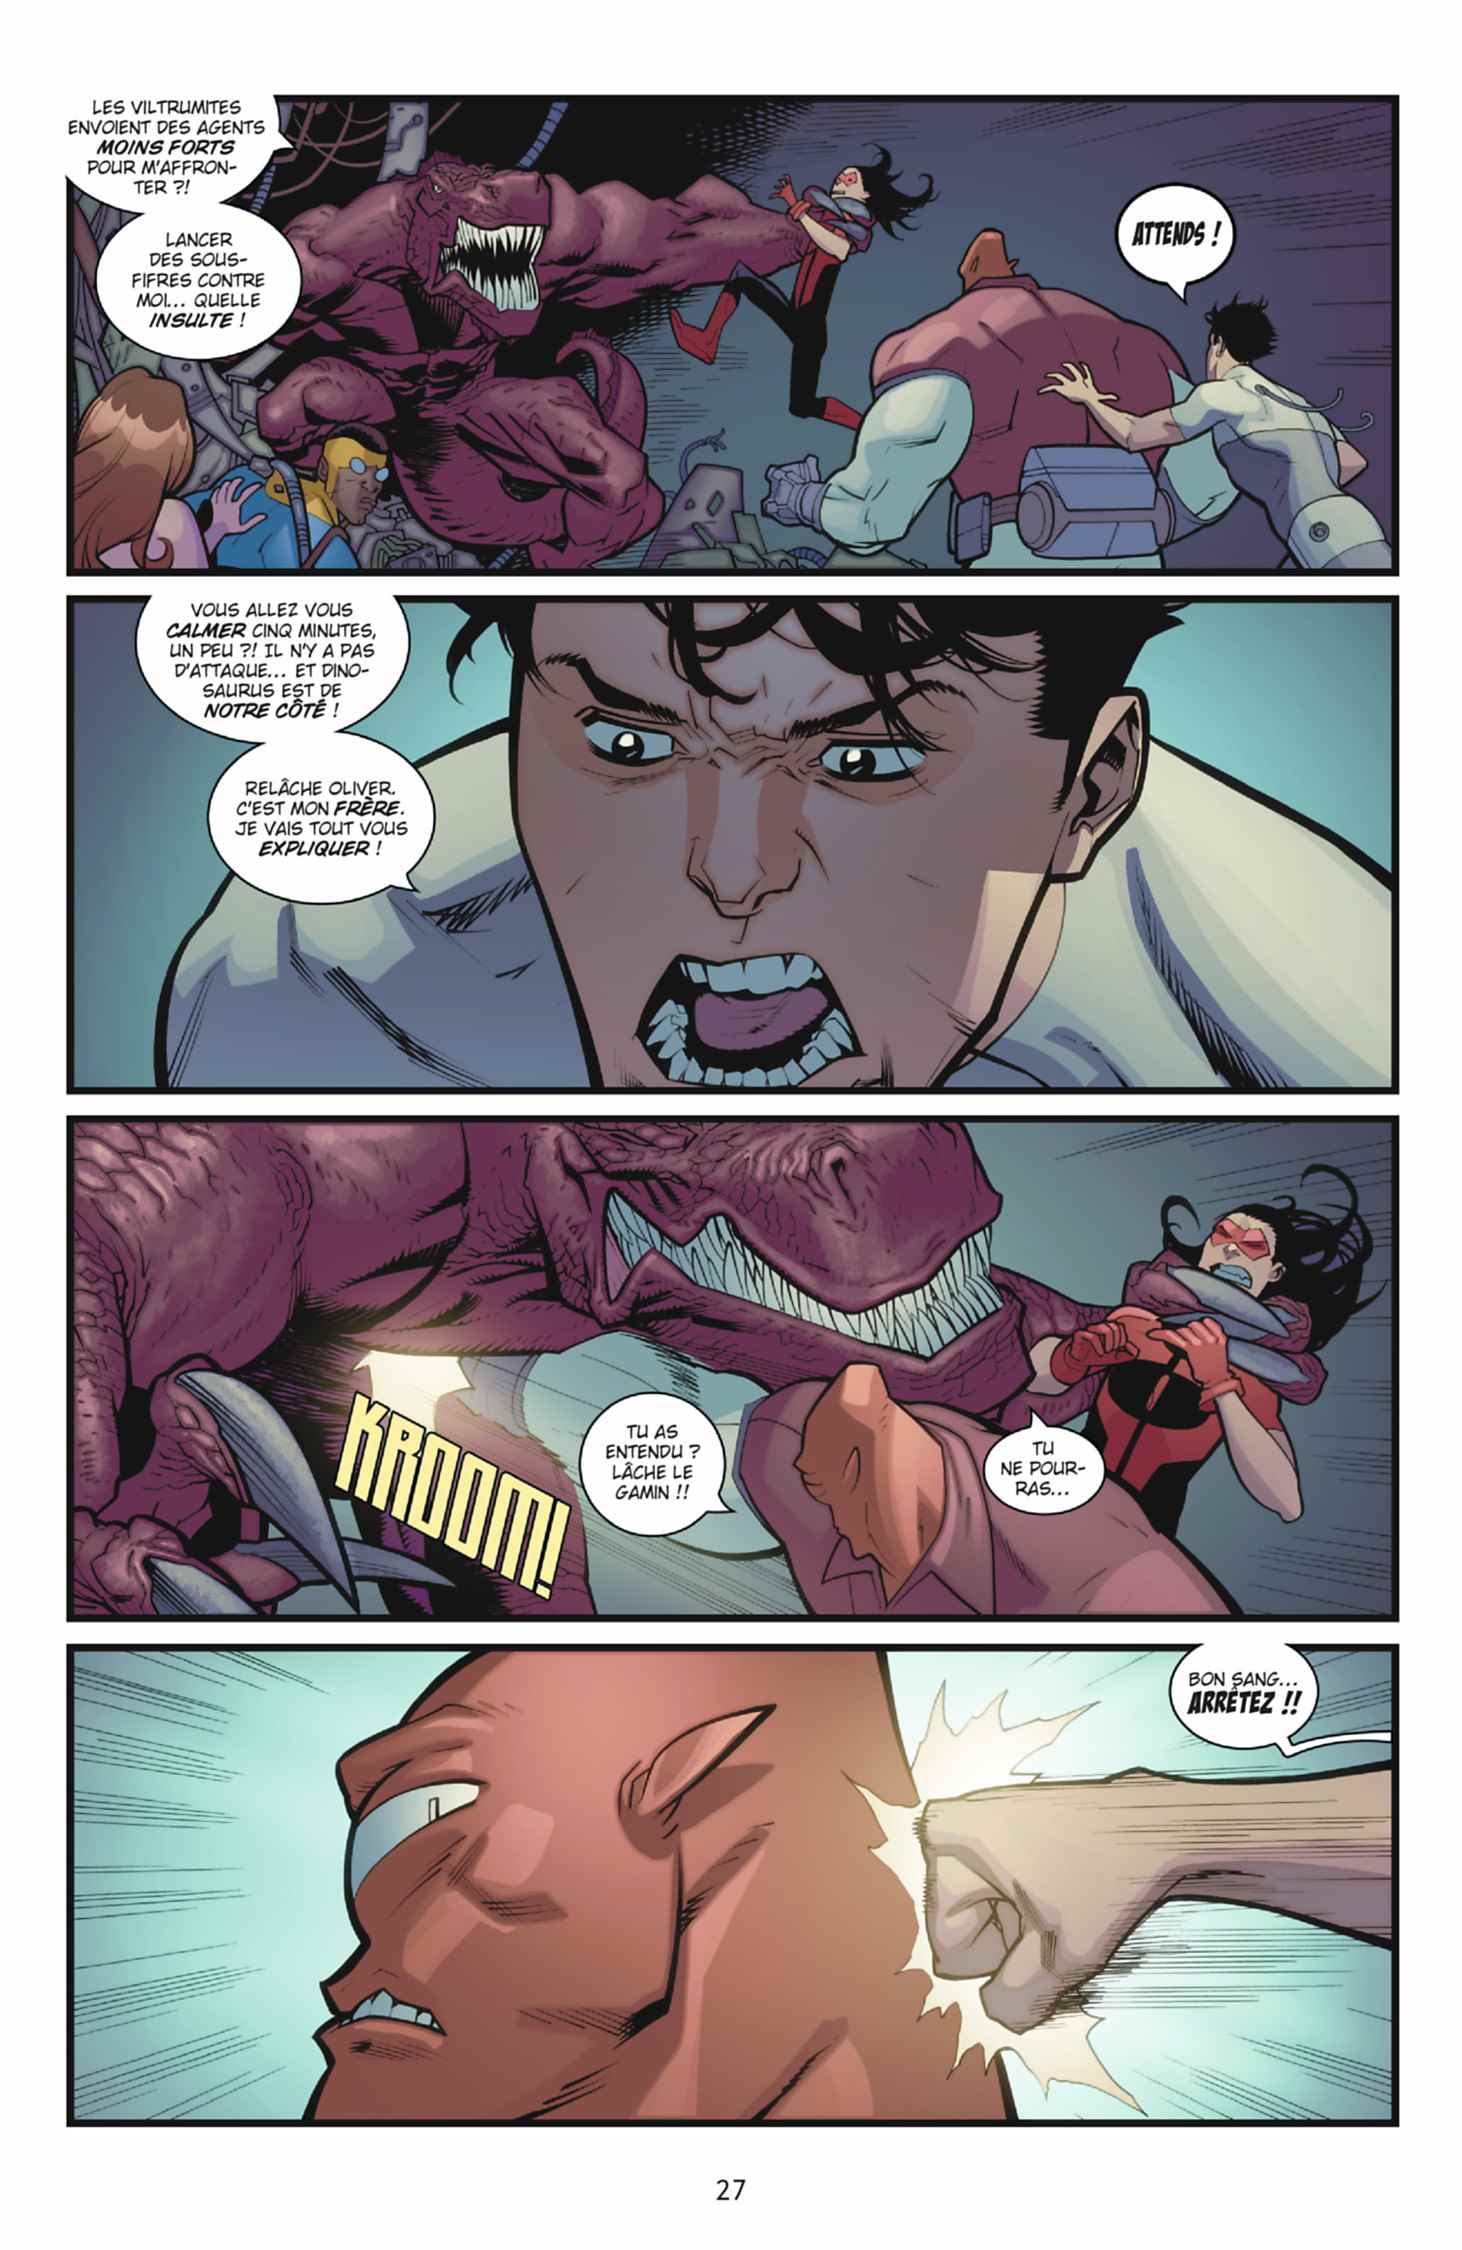 LES VILTRUMITES
ENVOIENT DES AGENTS
MOINS FORTS
POUR M'AFFRON-
TER ?!
LANCER
DES SOUS-
FIFRES CONTRE
MOI... QUELLE
INSULTE !
ATTENDS !
VOUS ALLEZ VOUS
CALMER CINQ MINUTES,
UN PEU ?! IL N'Y A PAS
D'ATTAQUE... ET DINO-
SAURUS EST DE
NOTRE CÔTÉ !
RELÂCHE OLIVER.
C'EST MON FRÈRE.
JE VAIS TOUT VOUS
EXPLIQUER !
KROOM!
TU AS
ENTENDU ?
LÂCHE LE
GAMIN !!
TU
NE POUR-
RAS...
BON SANG...
ARRÊTEZ !!
27